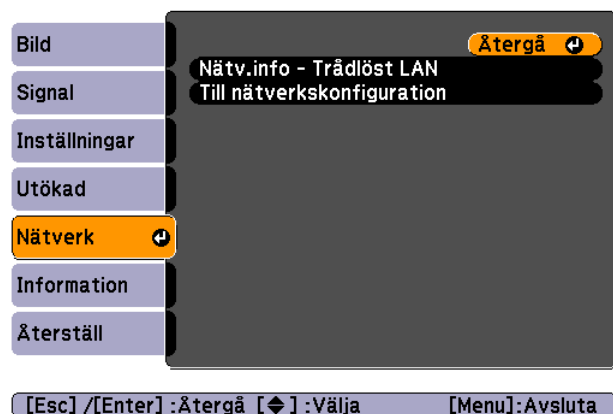 Bild
Signal
Inställningar
Utökad
Nätverk
Information
Återställ
Återgå
Nätv.info - Trådlöst LAN
Till nätverkskonfiguration
[Esc] /[Enter] :Återgå [◆] :Välja [Menu]:Avsluta